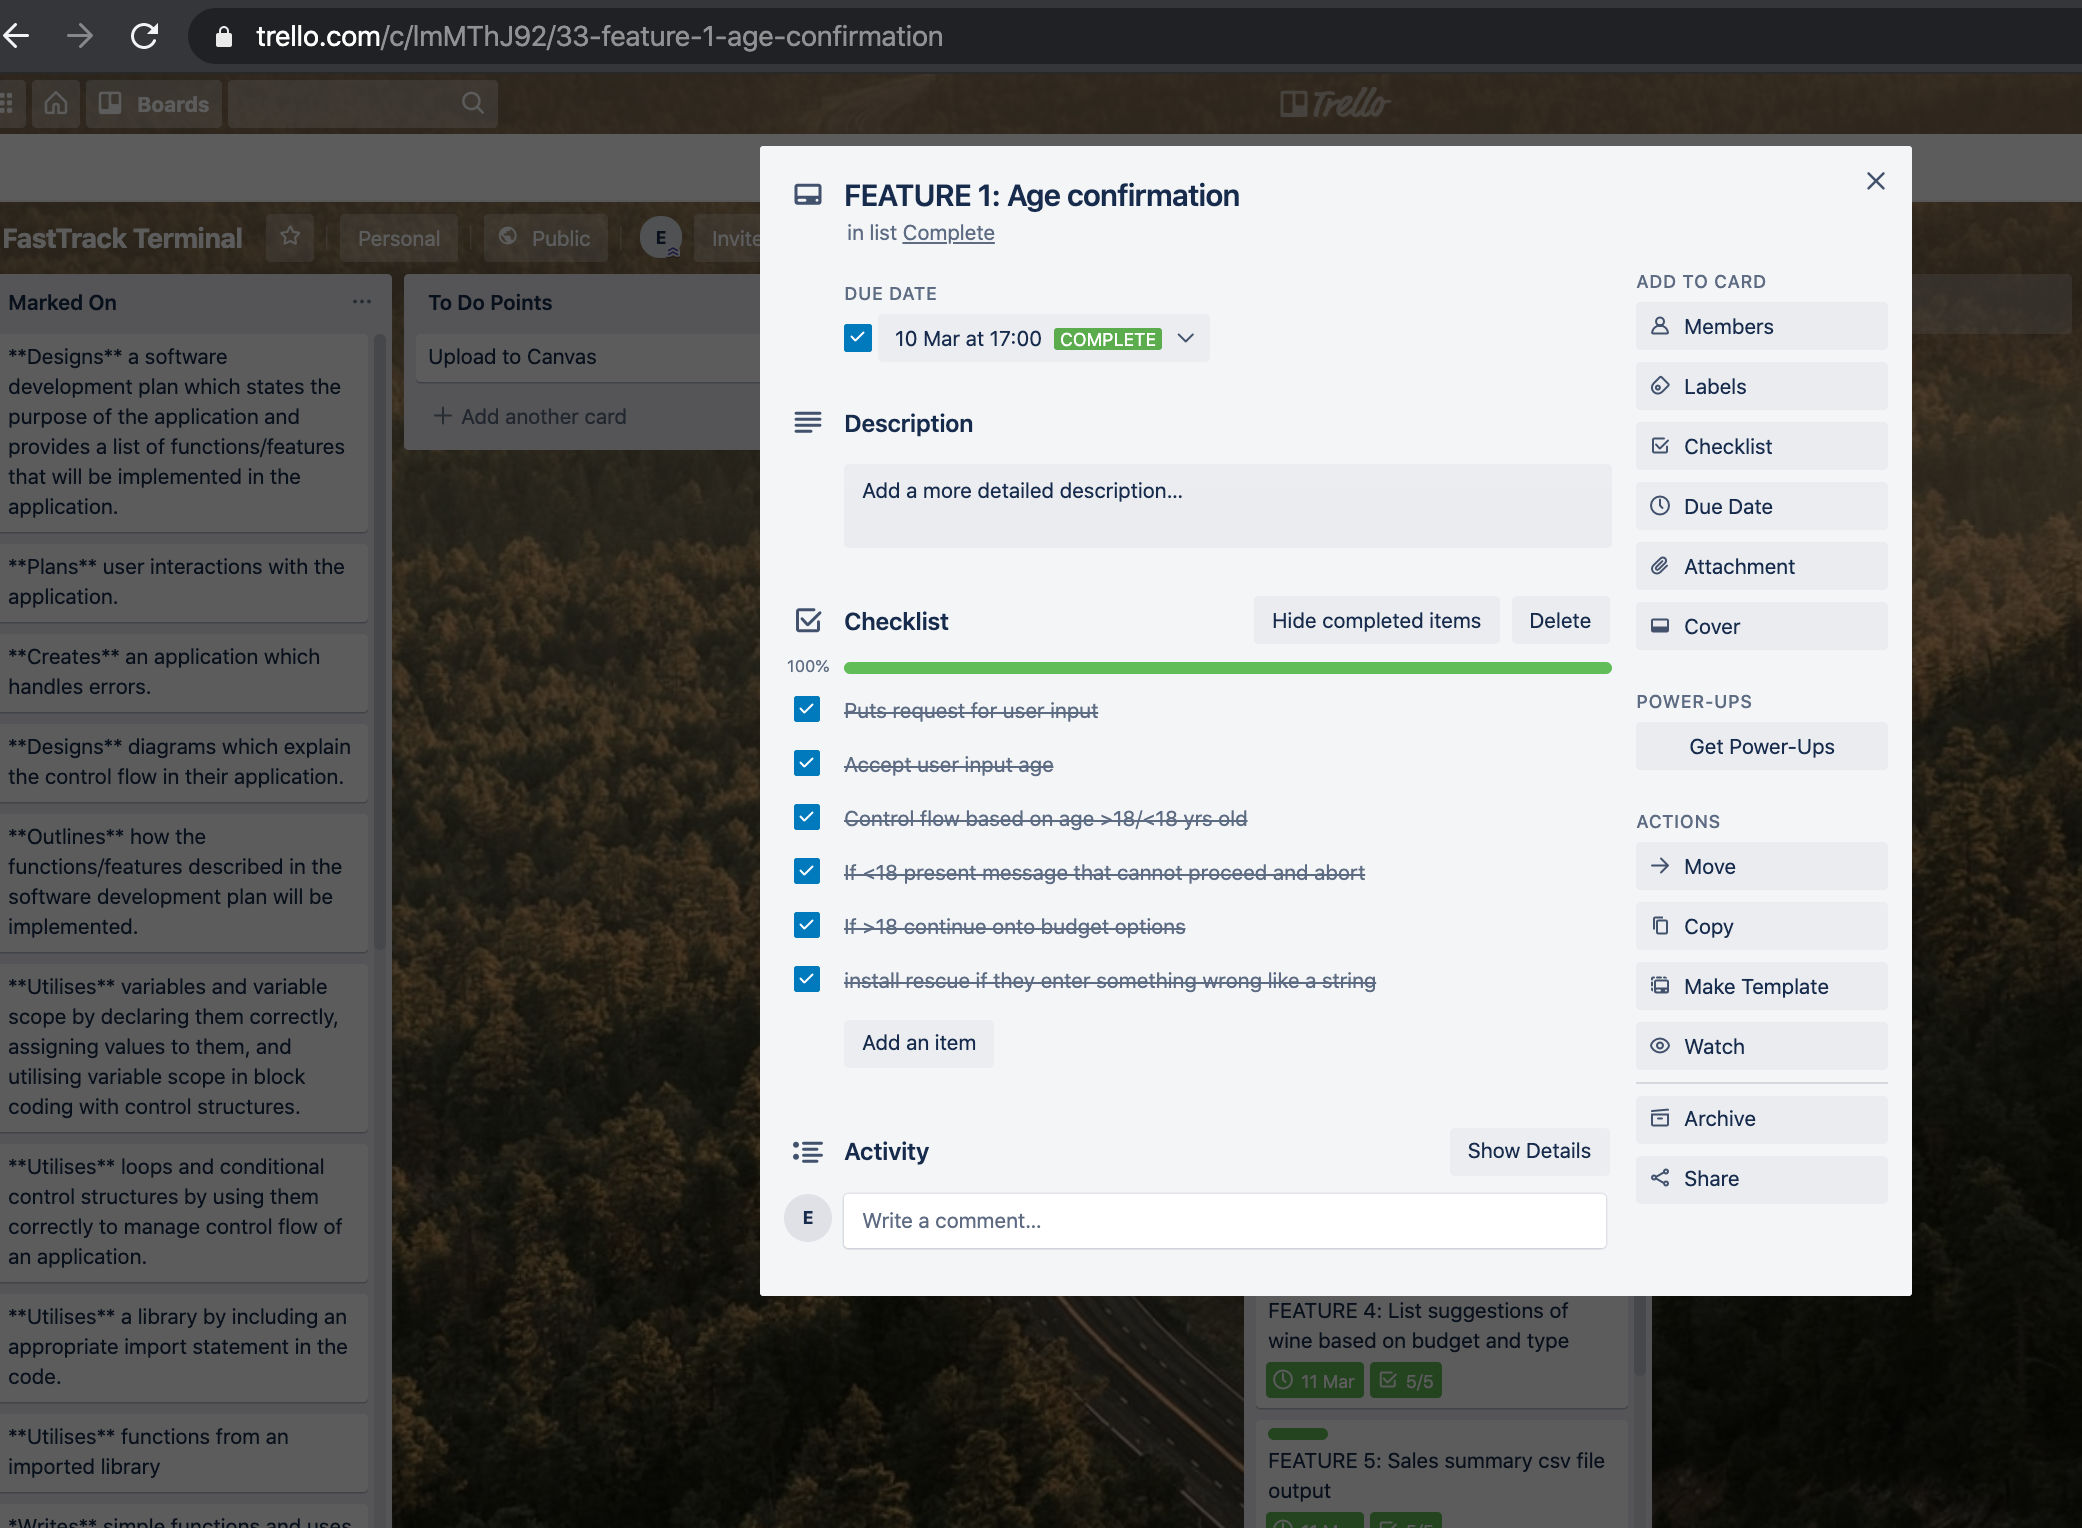 trello.com/c/lmMThJ92/33-feature-1-age-confirmation
Boards
Trello
FastTrack Terminal
Personal
Public
E
Invite
Marked On
**Designs** a software
development plan which states the
purpose of the application and
provides a list of functions/features
that will be implemented in the
application.
**Plans** user interactions with the
application.
**Creates** an application which
handles errors.
**Designs** diagrams which explain
the control flow in their application.
**Outlines** how the
functions/features described in the
software development plan will be
implemented.
**Utilises** variables and variable
scope by declaring them correctly,
assigning values to them, and
utilising variable scope in block
coding with control structures.
**Utilises** loops and conditional
control structures by using them
correctly to manage control flow of
an application.
**Utilises** a library by including an
appropriate import statement in the
code.
**Utilises** functions from an
imported library
*Writes** simple functions and uses
To Do Points
Upload to Canvas
+ Add another card
FEATURE 1: Age confirmation
in list Complete
DUE DATE
10 Mar at 17:00 COMPLETE
Description
Add a more detailed description...
Checklist
Hide completed items
Delete
100%
Puts request for user input
Accept user input age
Control flow based on age >18/<18 yrs old
If <18 present message that cannot proceed and abort
If >18 continue onto budget options
install rescue if they enter something wrong like a string
Add an item
Activity
Show Details
E
Write a comment...
ADD TO CARD
Members
Labels
Checklist
Due Date
Attachment
Cover
POWER-UPS
Get Power-Ups
ACTIONS
Move
Copy
Make Template
Watch
Archive
Share
FEATURE 4: List suggestions of
wine based on budget and type
11 Mar
5/5
FEATURE 5: Sales summary csv file
output
11 Mar
5/5